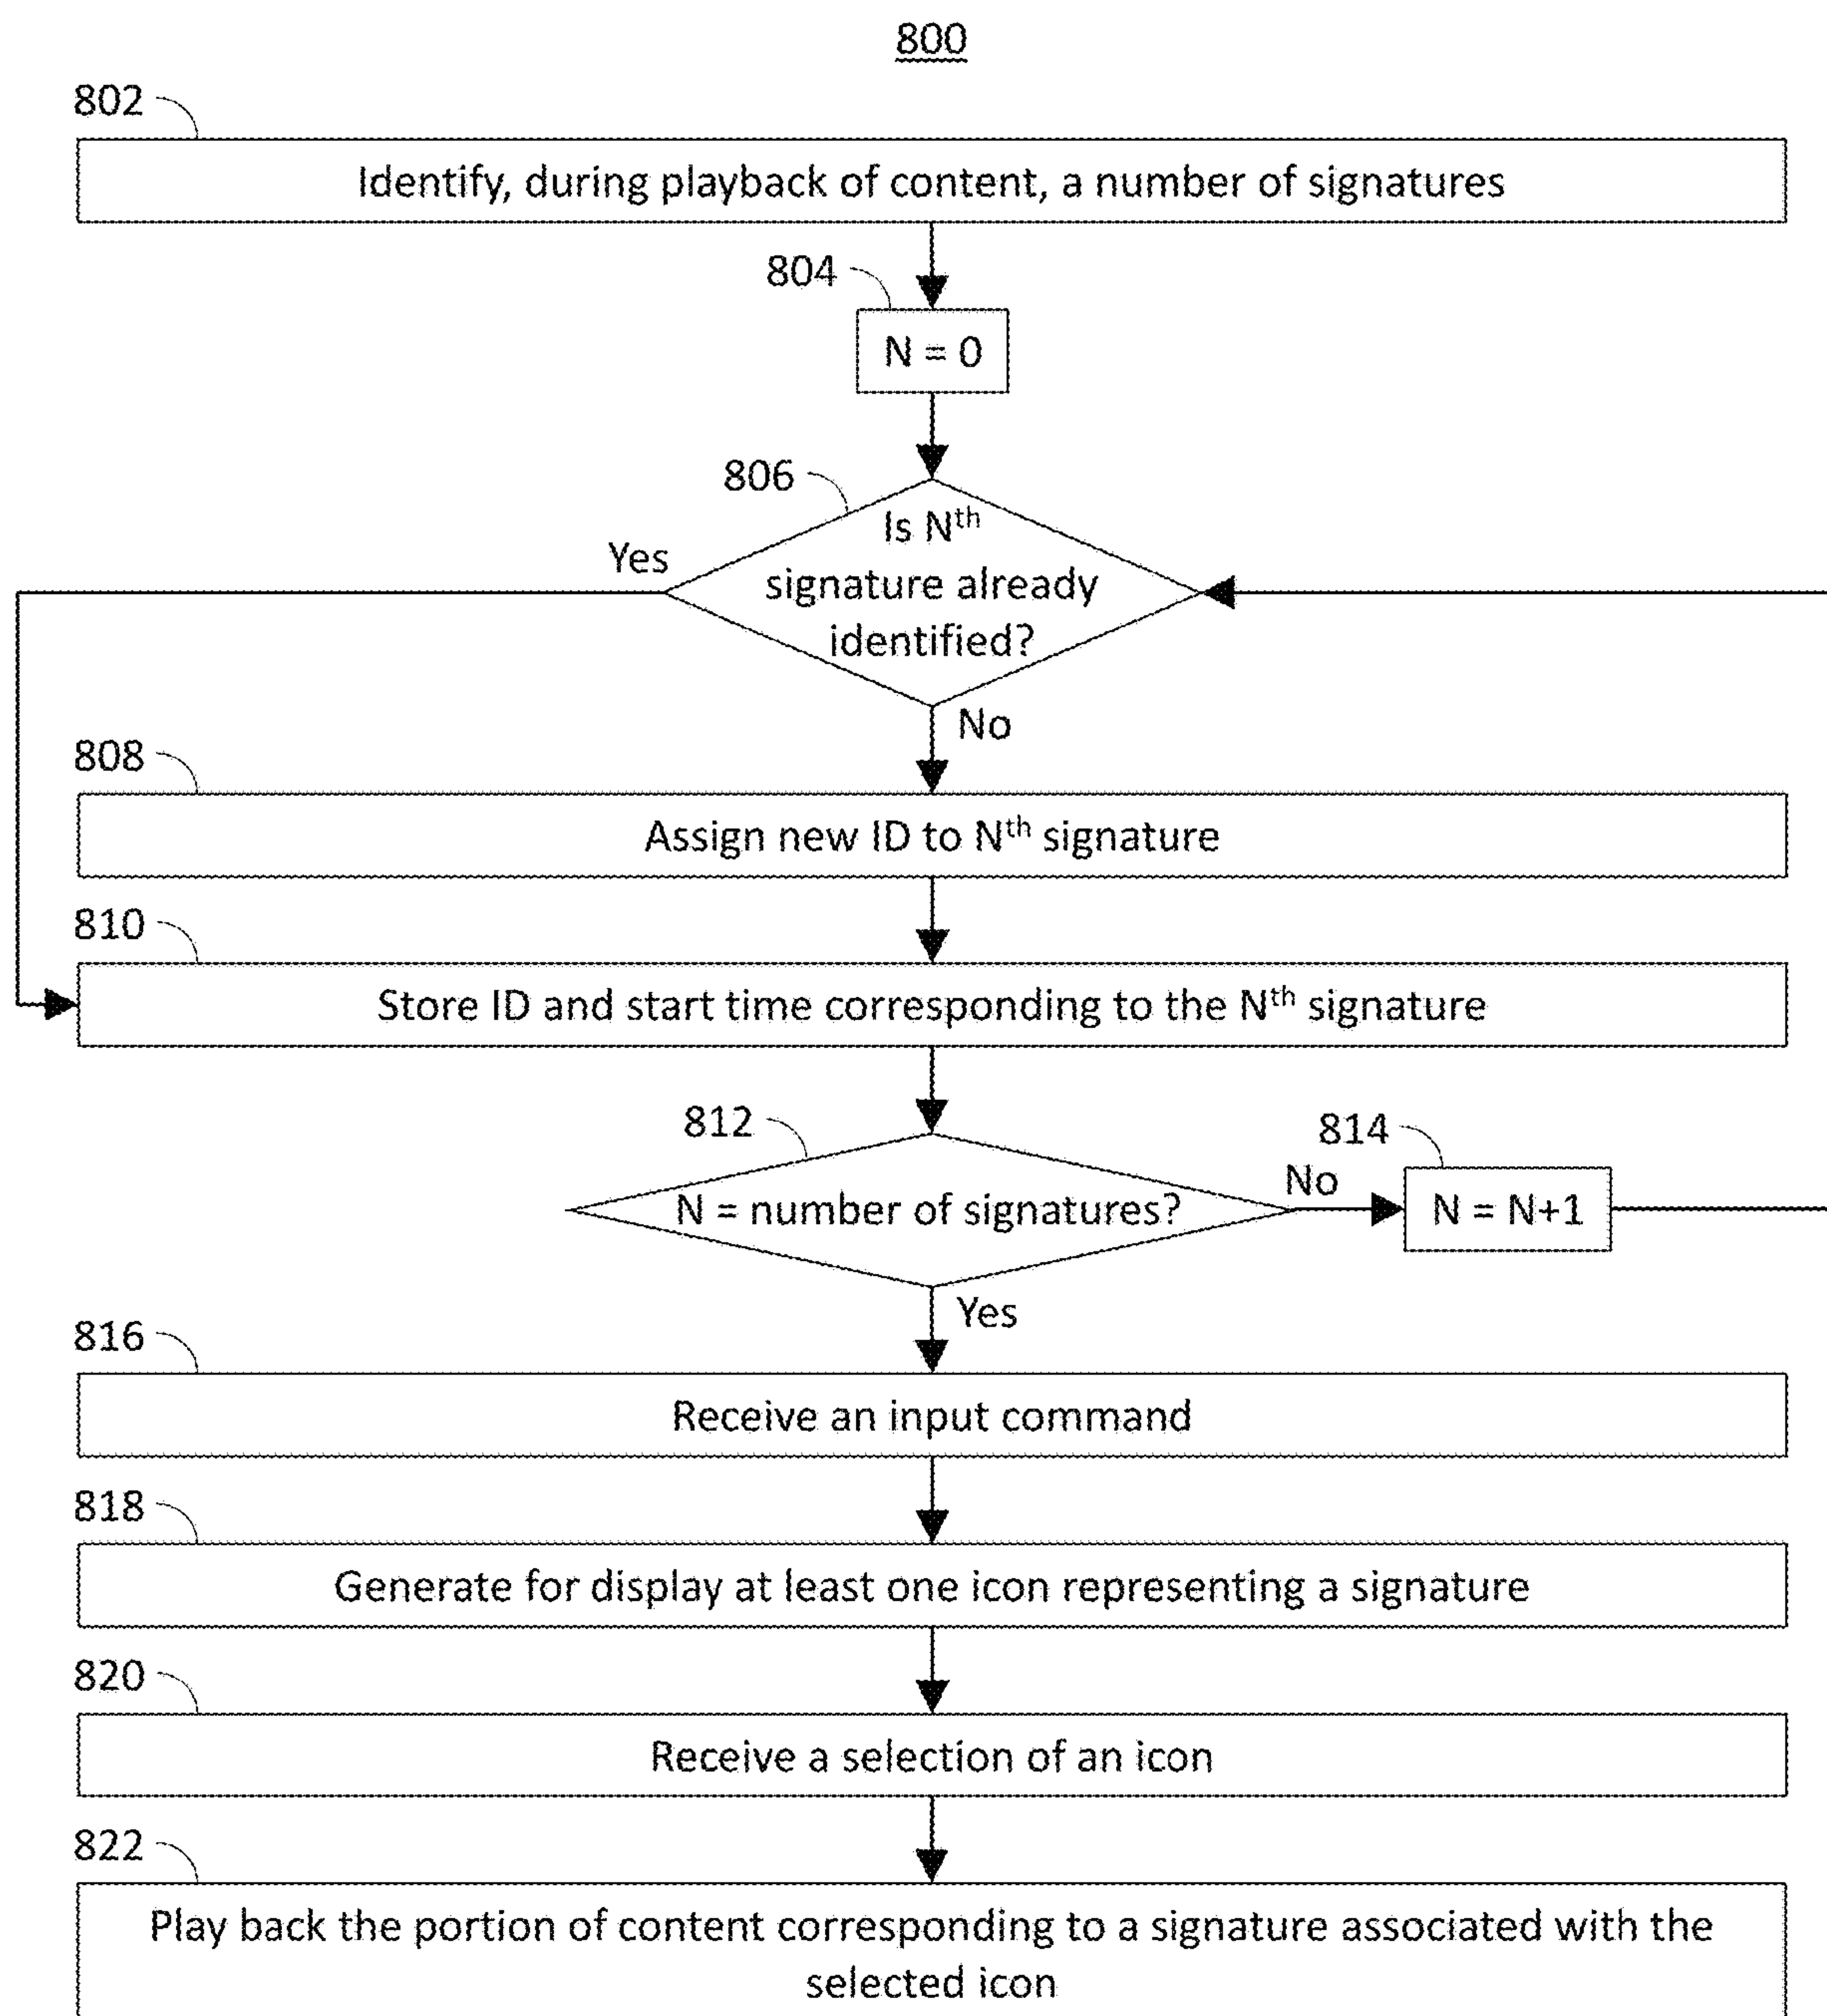 800
802
Identify, during playback of content, a number of signatures
804
N = 0
806
Is Nth
signature already
identified?
Yes
No
808
Assign new ID to Nth signature
810
Store ID and start time corresponding to the Nth signature
812
N = number of signatures?
No
814
N = N+1
Yes
816
Receive an input command
818
Generate for display at least one icon representing a signature
820
Receive a selection of an icon
822
Play back the portion of content corresponding to a signature associated with the
selected icon